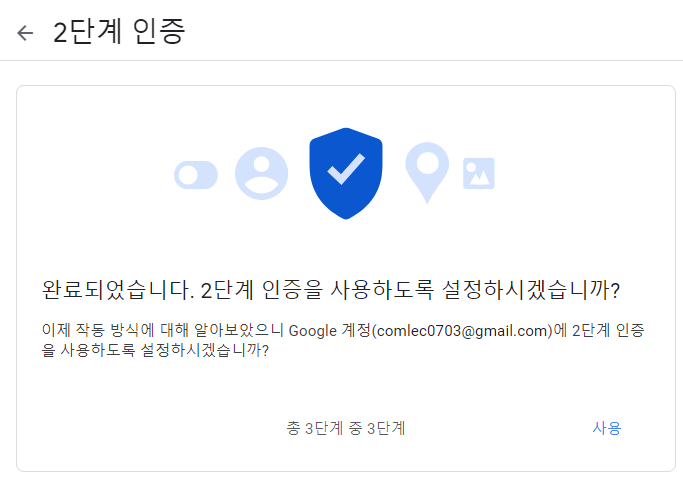 2단계 인증
완료되었습니다. 2단계 인증을 사용하도록 설정하시겠습니까?
이제 작동 방식에 대해 알아보았으니 Google 계정(comlec0703@gmail.com)에 2단계 인증
을 사용하도록 설정하시겠습니까?
총 3단계 중 3단계
사용